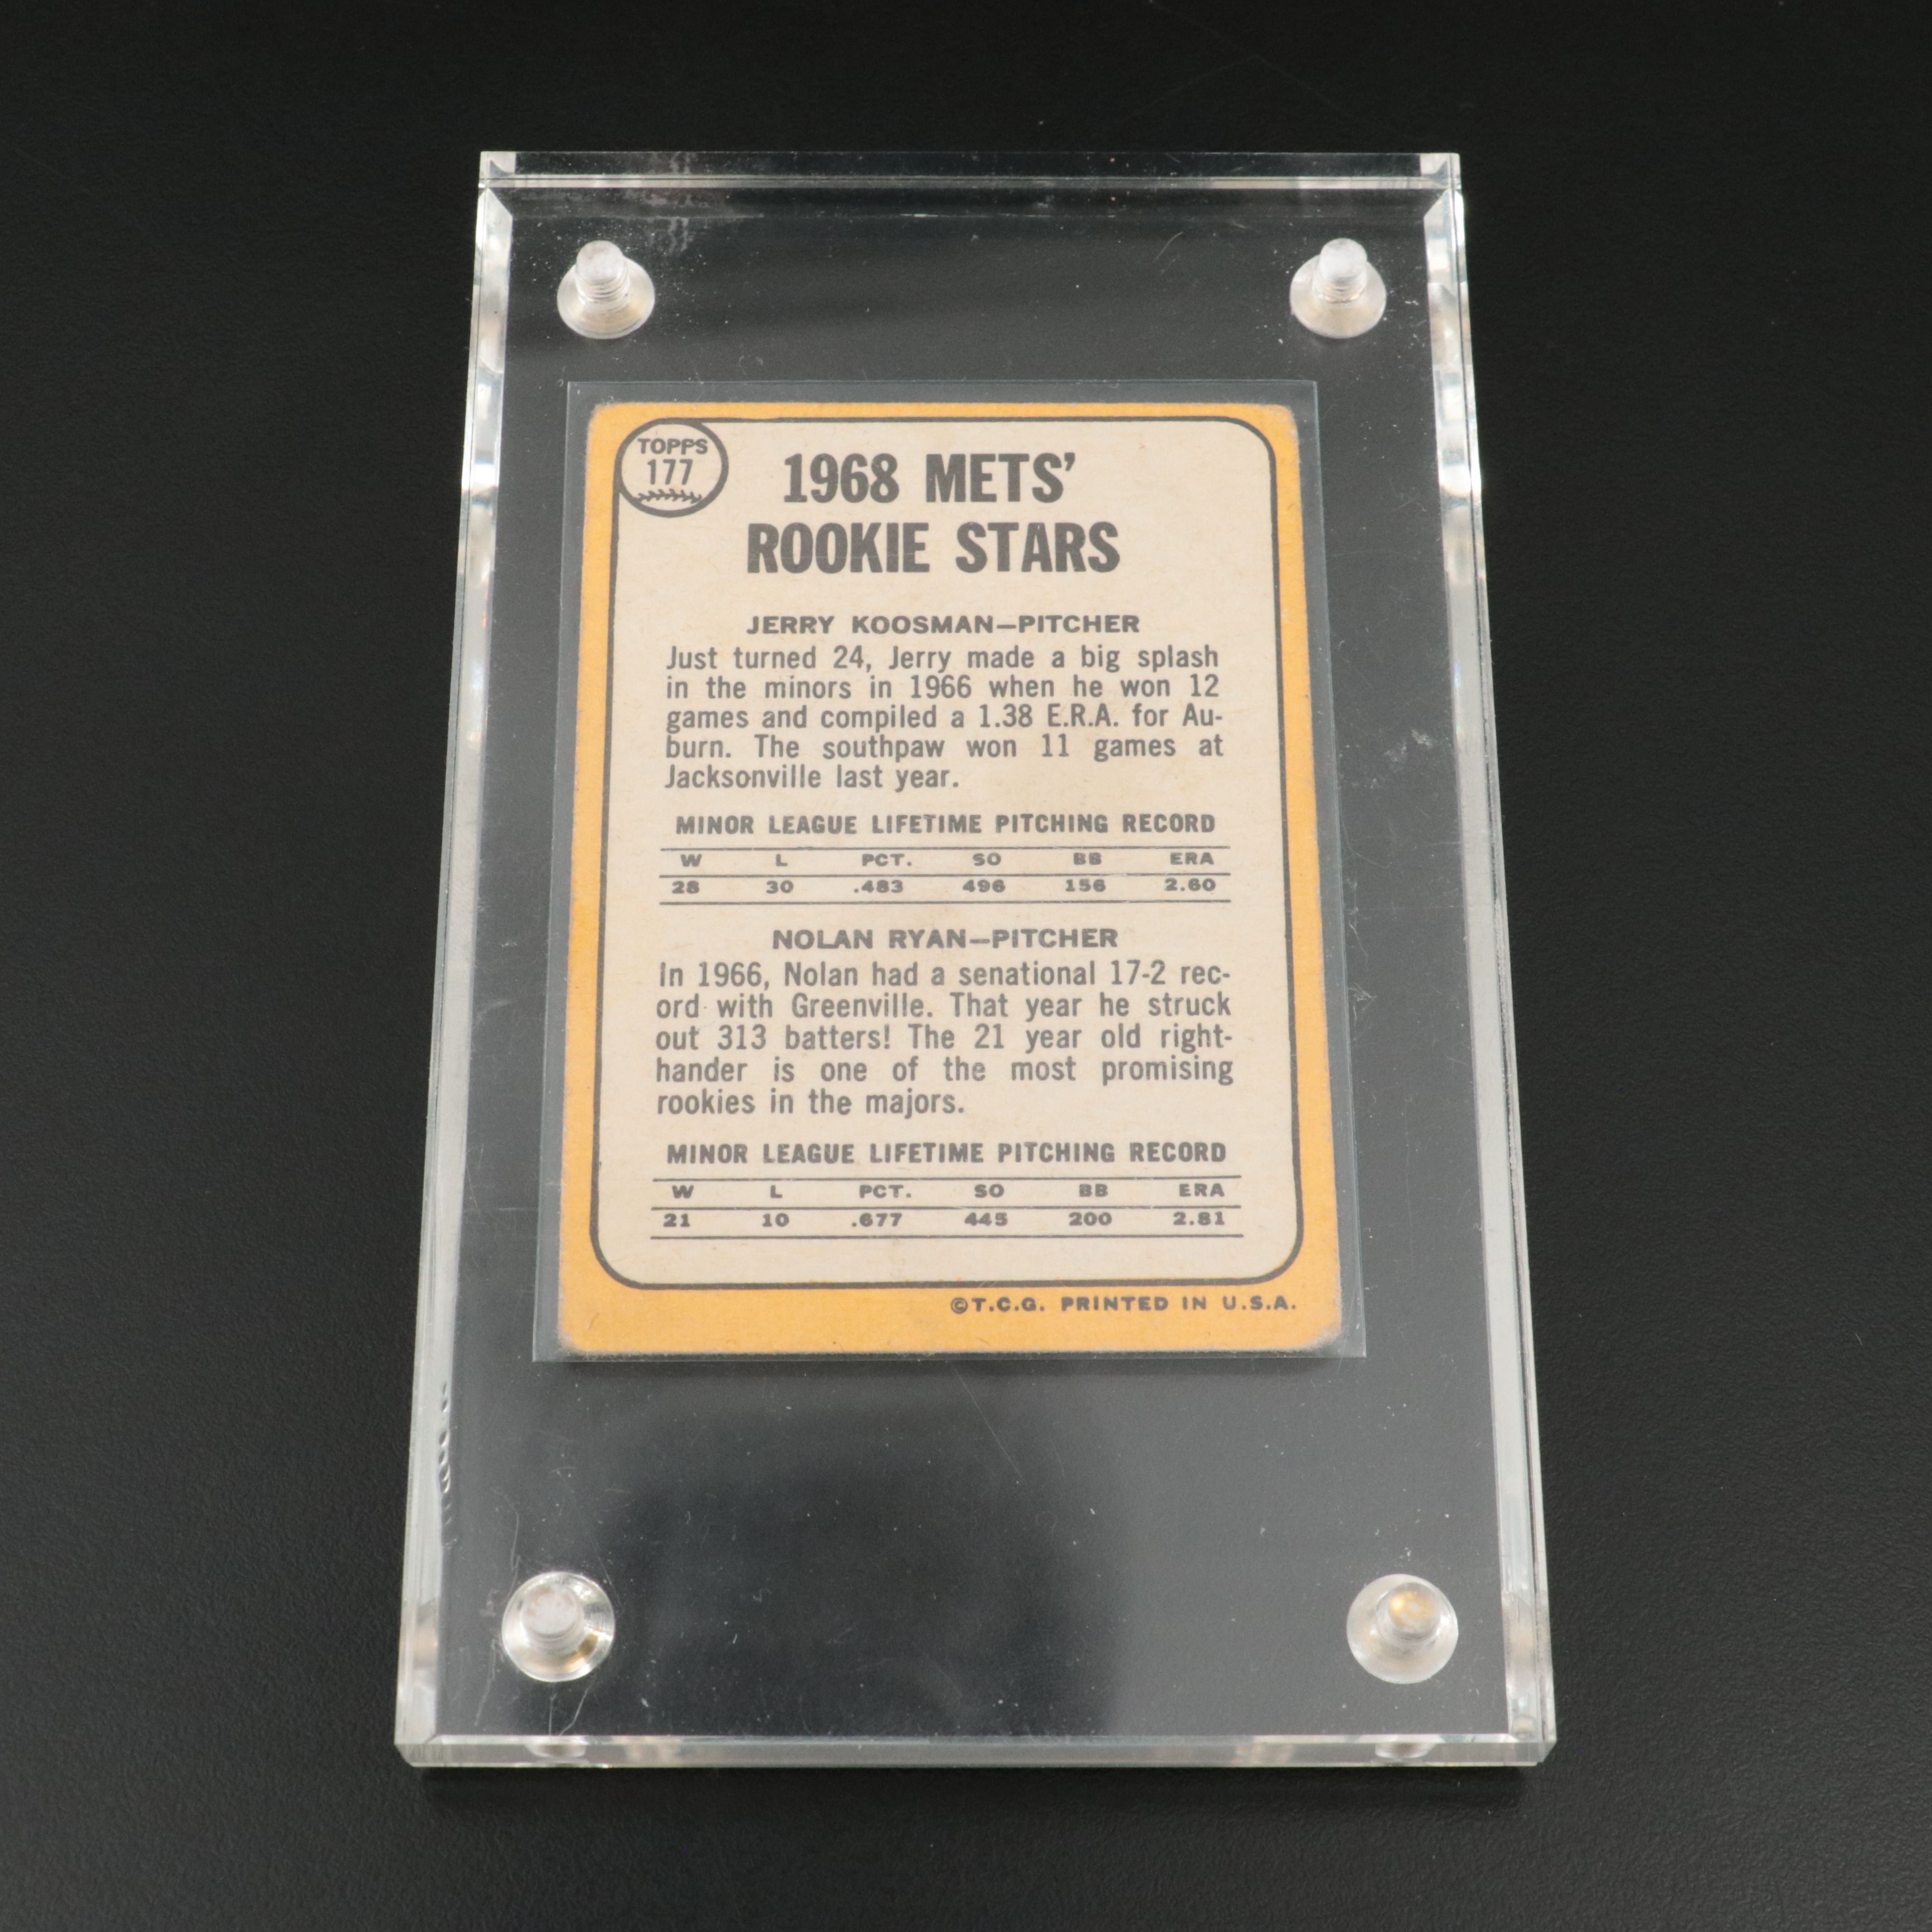 TOPPS
177
1968 METS'
ROOKIE STARS
JERRY KOOSMAN—PITCHER
Just turned 24, Jerry made a big splash
in the minors in 1966 when he won 12
games and compiled a 1.38 E.R.A. for Au-
burn. The southpaw won 11 games at
Jacksonville last year.
MINOR LEAGUE LIFETIME PITCHING RECORD
W L PCT. SO BB ERA
28 30 .483 496 156 2.60
NOLAN RYAN—PITCHER
In 1966, Nolan had a senational 17-2 rec-
ord with Greenville. That year he struck
out 313 batters! The 21 year old right-
hander is one of the most promising
rookies in the majors.
MINOR LEAGUE LIFETIME PITCHING RECORD
W L PCT. SO BB ERA
21 10 .677 445 200 2.81
©T.C.G. PRINTED IN U.S.A.